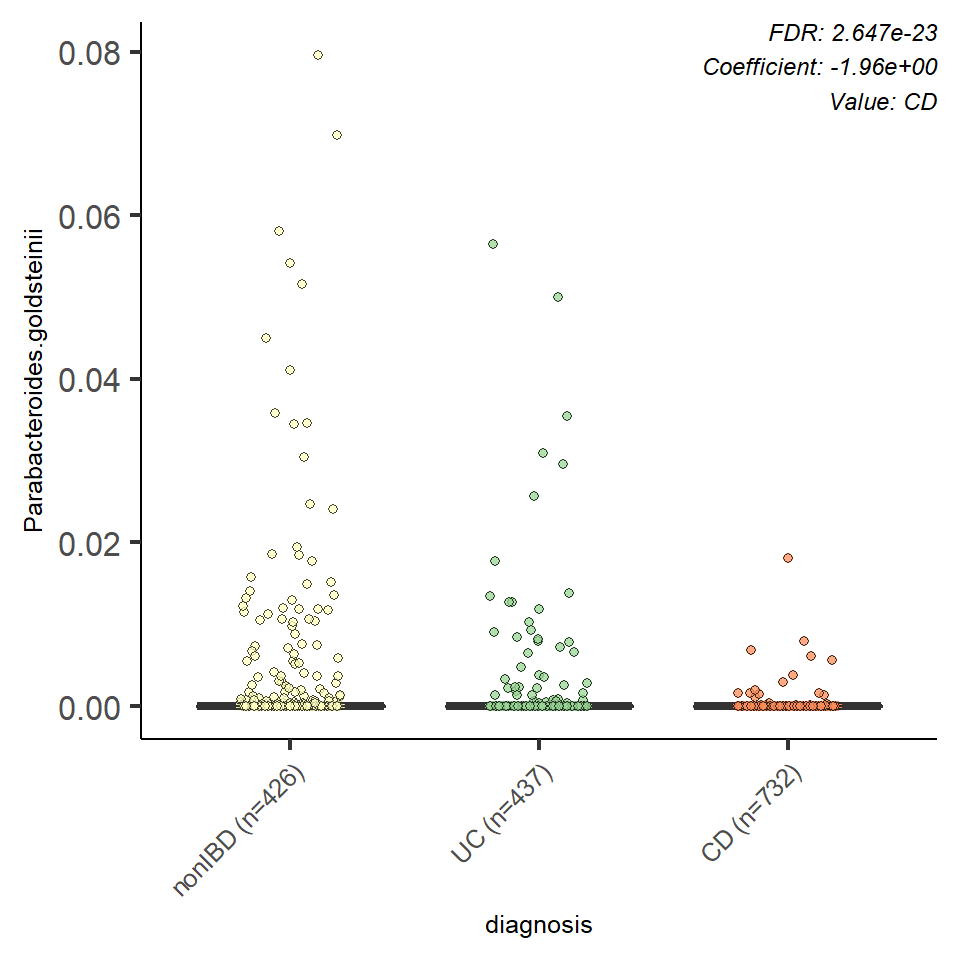 FDR: 2.647e-23
Coefficient: -1.96e+00
Value: CD
Parabacteroides.goldsteinii
0.08
0.06
0.04
0.02
0.00
nonIBD (n=426)
UC (n=437)
CD (n=732)
diagnosis